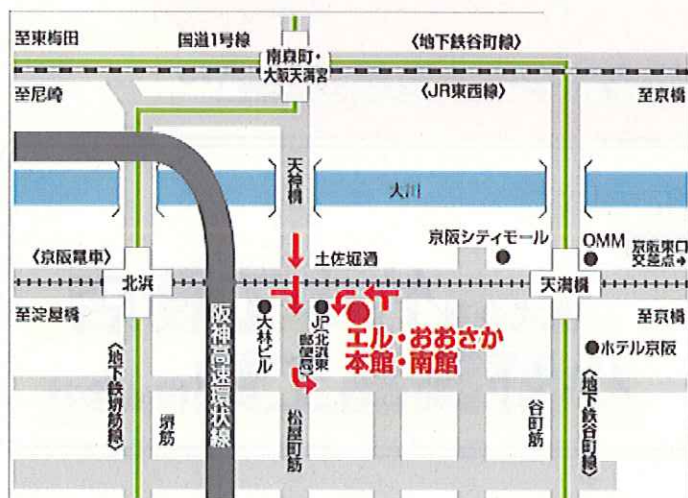 至東梅田
国道1号線
南森町・
大阪天満宮
〈地下鉄谷町線〉
至尼崎
〈JR東西線〉
至京橋
天神橋
大川
〈京阪電車〉
北浜
土佐堀通
京阪シティモール
OMM
京阪東口
交差点→
天満橋
至淀屋橋
大林ビル
JP(北浜東
郵便局)
エル・おおさか
本館・南館
至京橋
ホテル京阪
〈地下鉄堺筋線〉
堺筋
阪神高速環状線
松屋町筋
谷町筋
〈地下鉄谷町線〉